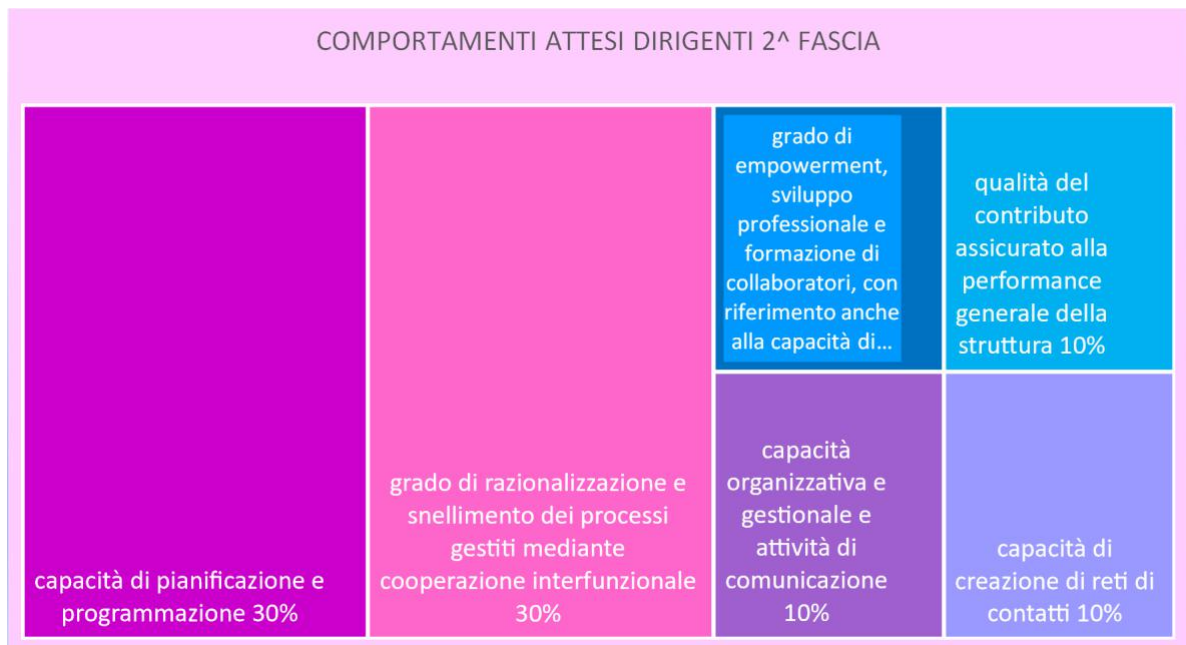 COMPORTAMENTI ATTESI DIRIGENTI 2^ FASCIA
capacità di pianificazione e
programmazione 30%
grado di razionalizzazione e
snellimento dei processi
gestiti mediante
cooperazione interfunzionale
30%
grado di
empowerment,
sviluppo
professionale e
formazione di
collaboratori, con
riferimento anche
alla capacità di...
qualità del
contributo
assicurato alla
performance
generale della
struttura 10%
capacità
organizzativa e
gestionale e
attività di
comunicazione
10%
capacità di
creazione di reti di
contatti 10%